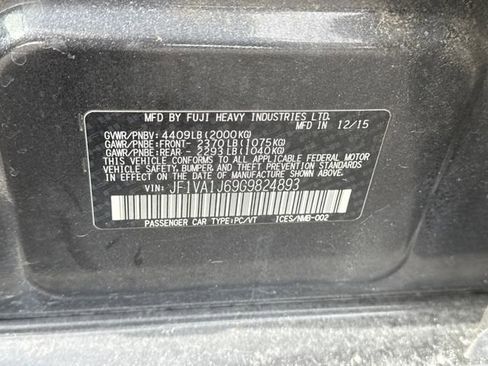 MFD BY FUJI HEAVY INDUSTRIES LTD.
IN 12/15
GVWR/PNBV: 4409LB(2000KG)
GAWR/PNBE:FRONT- 2370LB(1075KG)
GAWR/PNBE:REAR - 2293LB(1040KG)
THIS VEHICLE CONFORMS TO ALL APPLICABLE FEDERAL MOTOR
VEHICLE SAFETY, BUMPER, AND THEFT PREVENTION STANDARDS
IN EFFECT ON THE DATE OF MANUFACTURE SHOWN ABOVE.
VIN: JF1VA1J69G9824893
PASSENGER CAR TYPE:PC/VT ICES/NMB-002